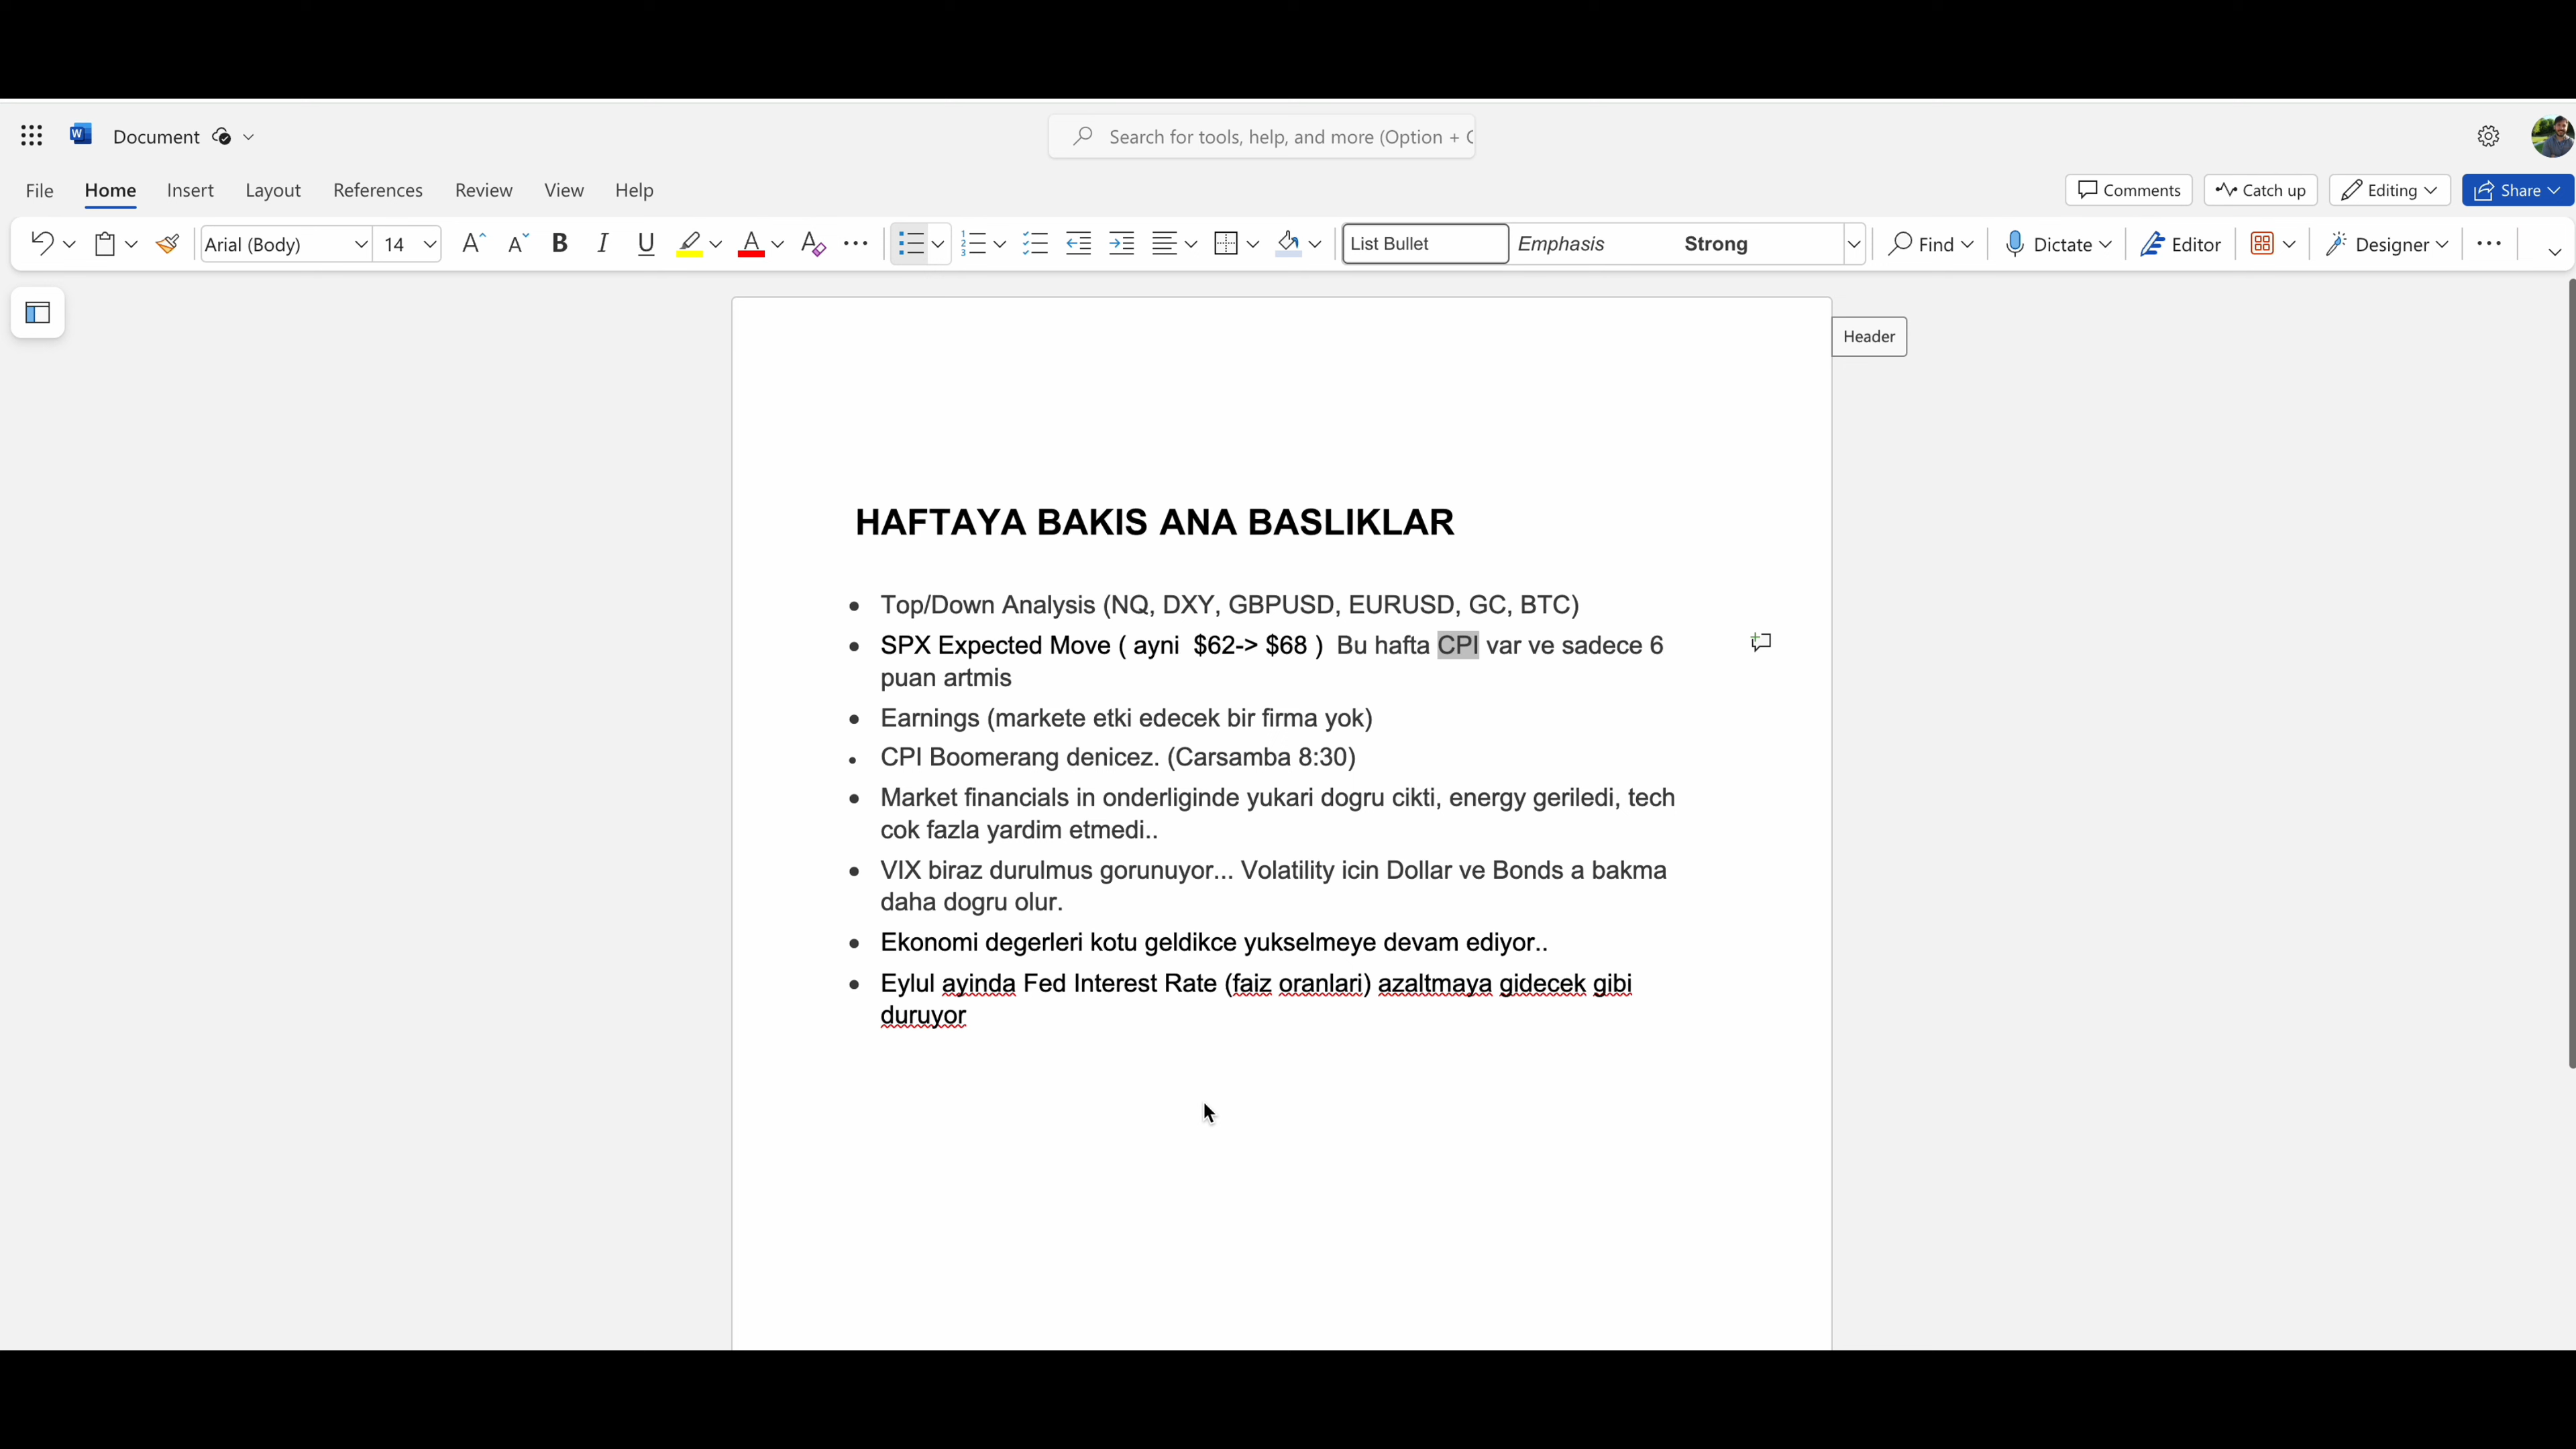 Document
Search for tools, help, and more (Option +
File Home Insert Layout References Review View Help
Comments Catch up Editing Share
Arial (Body) 14 B I U A List Bullet Emphasis Strong Find Dictate Editor Designer
Header
HAFTAYA BAKIS ANA BASLIKLAR
• Top/Down Analysis (NQ, DXY, GBPUSD, EURUSD, GC, BTC)
• SPX Expected Move ( ayni $62-> $68 ) Bu hafta CPI var ve sadece 6
puan artmis
• Earnings (markete etki edecek bir firma yok)
• CPI Boomerang denicez. (Carsamba 8:30)
• Market financials in onderliginde yukari dogru cikti, energy geriledi, tech
cok fazla yardim etmedi..
• VIX biraz durulmus gorunuyor... Volatility icin Dollar ve Bonds a bakma
daha dogru olur.
• Ekonomi degerleri kotu geldikce yukselmeye devam ediyor..
• Eylul ayinda Fed Interest Rate (faiz oranlari) azaltmaya gidecek gibi
duruyor